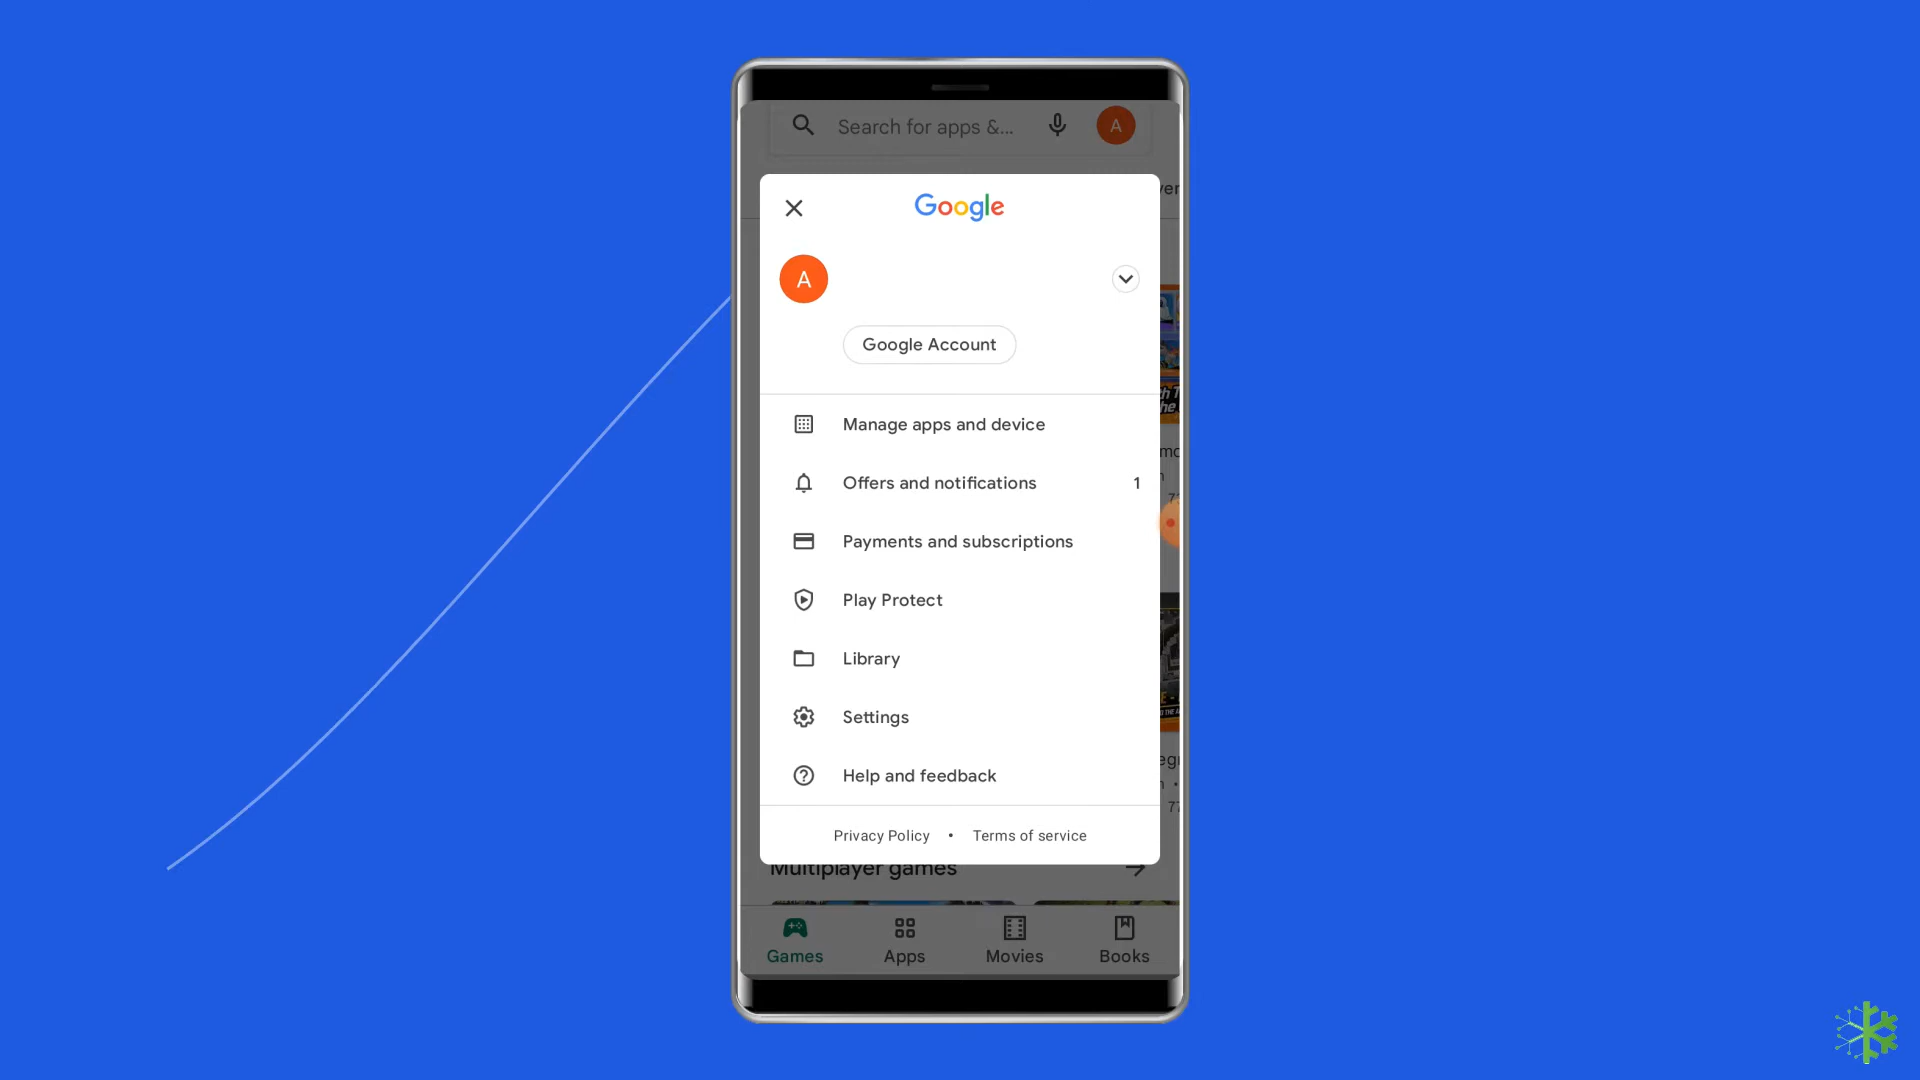 Search for apps &...
A
Google
A
Google Account
Manage apps and device
Offers and notifications 1
Payments and subscriptions
Play Protect
Library
Settings
Help and feedback
Privacy Policy • Terms of service
Multiplayer games
Games Apps Movies Books